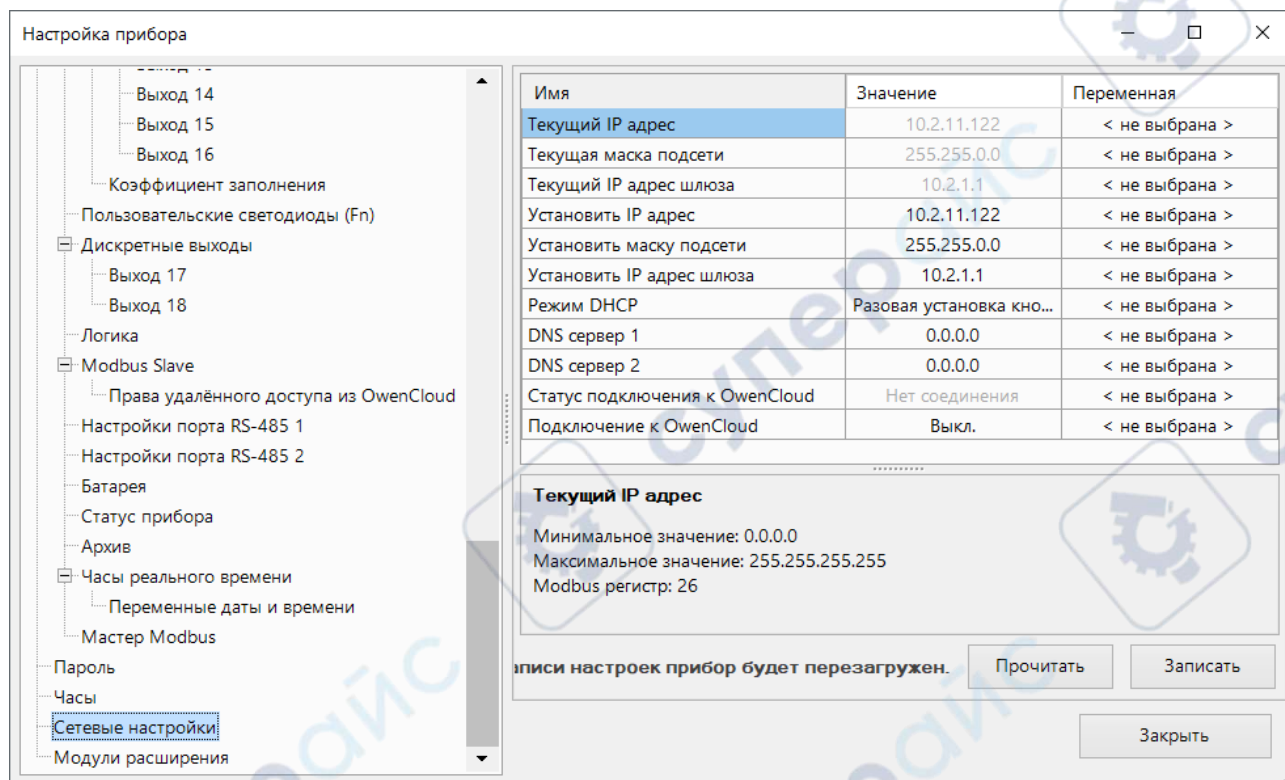 Настройка прибора
Выход 14
Выход 15
Выход 16
Коэффициент заполнения
Пользовательские светодиоды (Fn)
Дискретные выходы
Выход 17
Выход 18
Логика
Modbus Slave
Права удалённого доступа из OwenCloud
Настройки порта RS-485 1
Настройки порта RS-485 2
Батарея
Статус прибора
Архив
Часы реального времени
Переменные даты и времени
Мастер Modbus
Пароль
Часы
Сетевые настройки
Модули расширения
Имя Значение Переменная
Текущий IP адрес 10.2.11.122 < не выбрана >
Текущая маска подсети 255.255.0.0 < не выбрана >
Текущий IP адрес шлюза 10.2.1.1 < не выбрана >
Установить IP адрес 10.2.11.122 < не выбрана >
Установить маску подсети 255.255.0.0 < не выбрана >
Установить IP адрес шлюза 10.2.1.1 < не выбрана >
Режим DHCP Разовая установка кно... < не выбрана >
DNS сервер 1 0.0.0.0 < не выбрана >
DNS сервер 2 0.0.0.0 < не выбрана >
Статус подключения к OwenCloud Нет соединения < не выбрана >
Подключение к OwenCloud Выкл. < не выбрана >
Текущий IP адрес
Минимальное значение: 0.0.0.0
Максимальное значение: 255.255.255.255
Modbus регистр: 26
аписи настроек прибор будет перезагружен.
Прочитать
Записать
Закрыть
суперайс